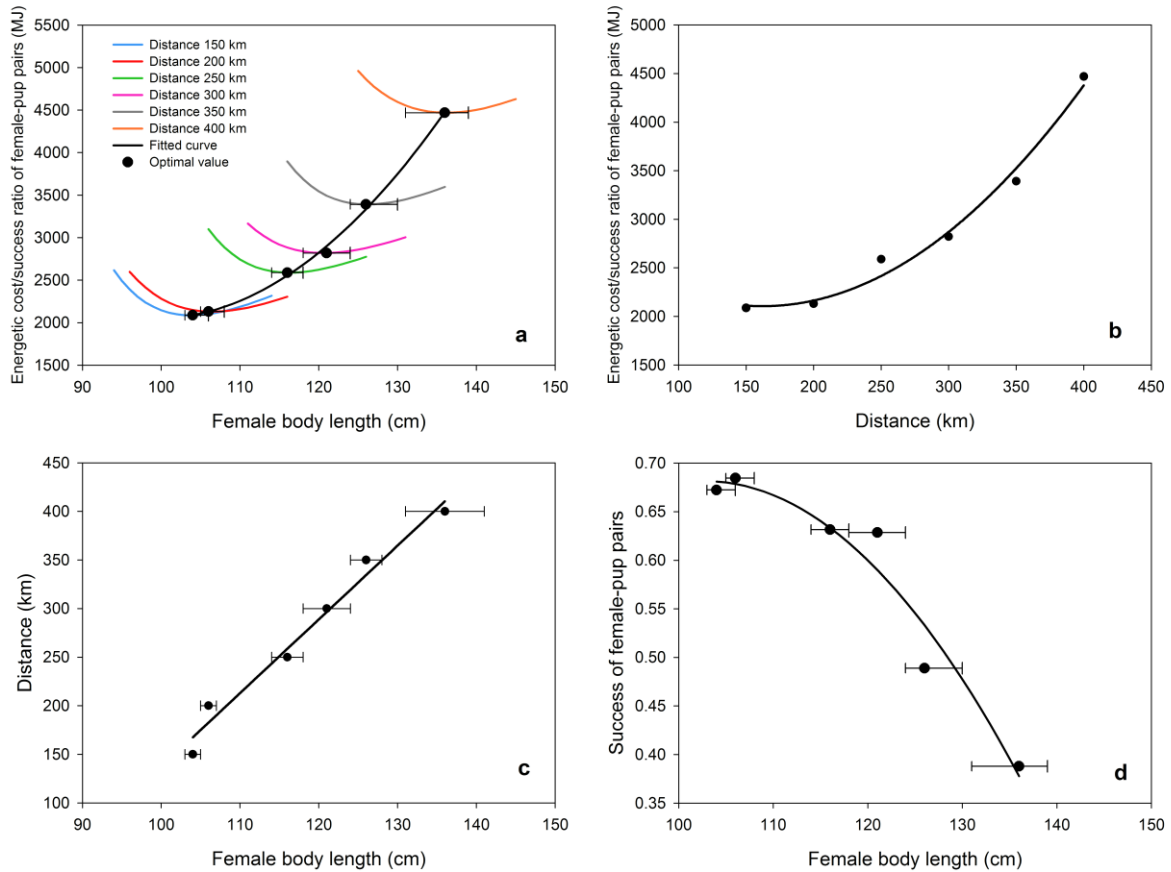 Energetic cost/success ratio of female-pup pairs (MJ)
5500
5000
4500
4000
3500
3000
2500
2000
1500
Distance 150 km
Distance 200 km
Distance 250 km
Distance 300 km
Distance 350 km
Distance 400 km
Fitted curve
Optimal value
a
90 100 110 120 130 140 150
Female body length (cm)
Energetic cost/success ratio of female-pup pairs (MJ)
5000
4500
4000
3500
3000
2500
2000
1500
b
100 150 200 250 300 350 400 450
Distance (km)
Distance (km)
450
400
350
300
250
200
150
100
c
90 100 110 120 130 140 150
Female body length (cm)
Success of female-pup pairs
0.70
0.65
0.60
0.55
0.50
0.45
0.40
0.35
d
100 110 120 130 140 150
Female body length (cm)